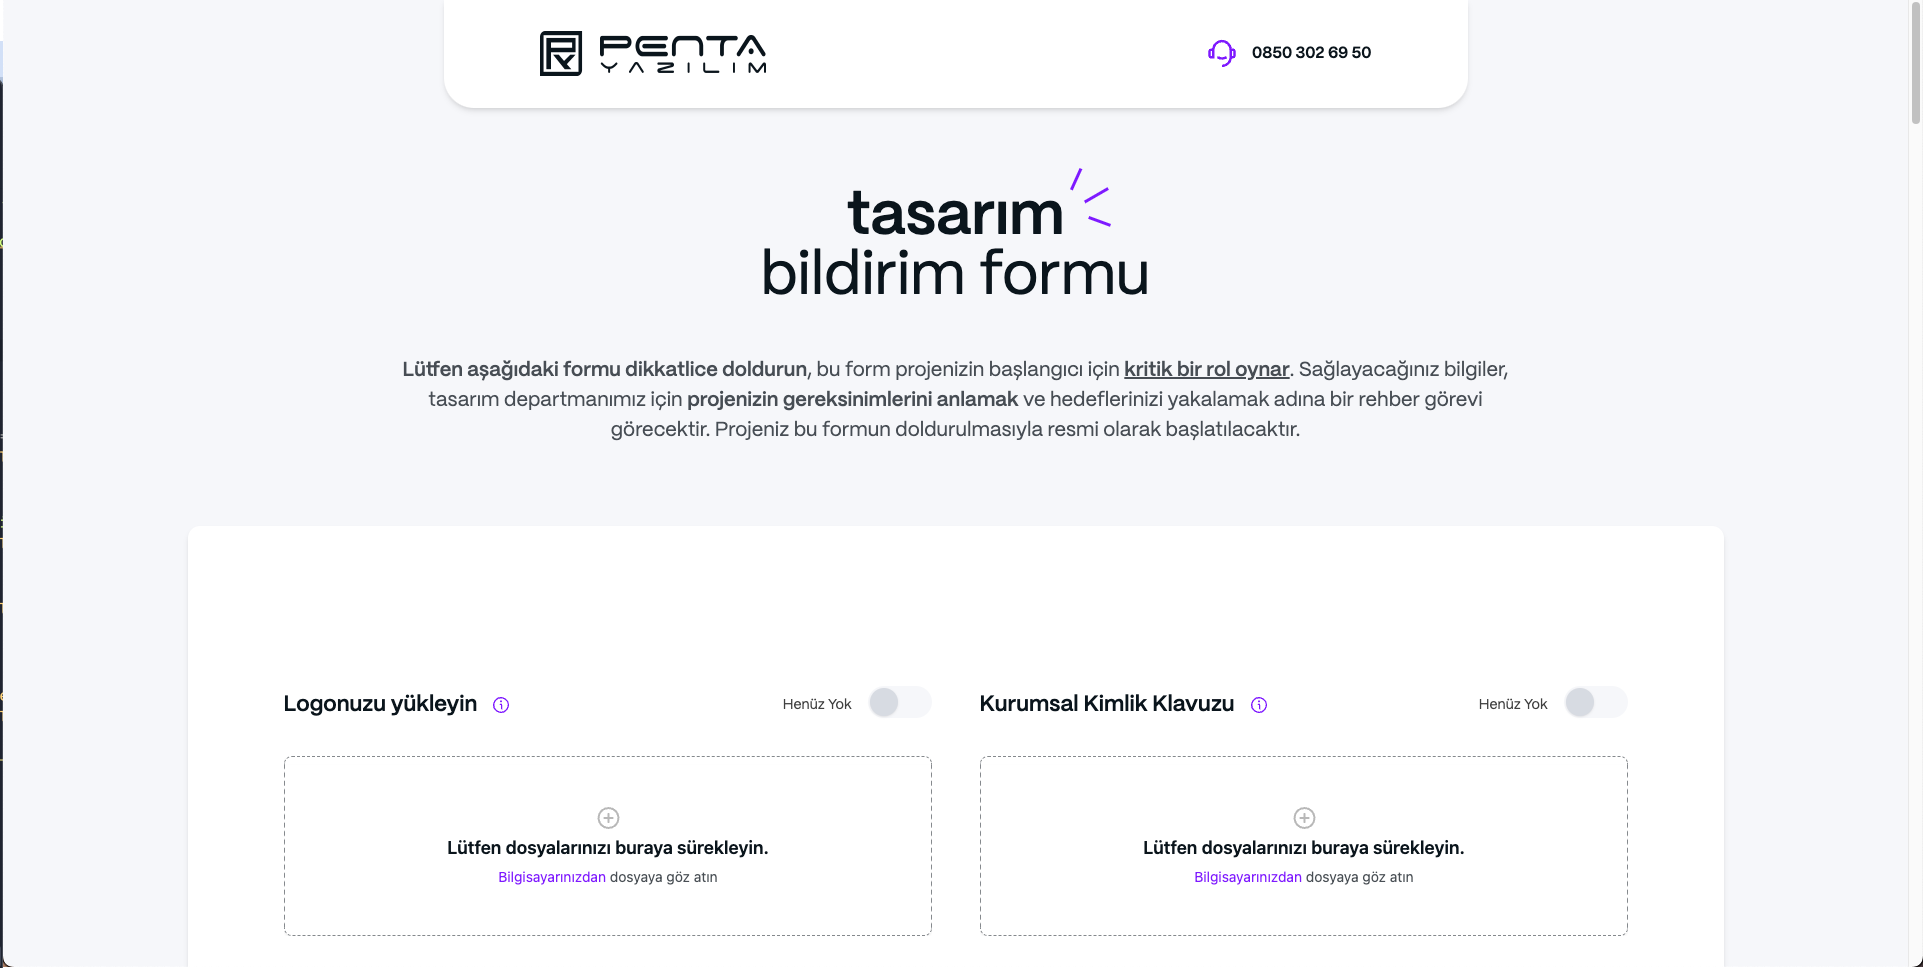 PENTA
YAZILIM
0850 302 69 50
tasarım
bildirim formu
Lütfen aşağıdaki formu dikkatlice doldurun, bu form projenizin başlangıcı için kritik bir rol oynar. Sağlayacağınız bilgiler,
tasarım departmanımız için projenizin gereksinimlerini anlamak ve hedeflerinizi yakalamak adına bir rehber görevi
görecektir. Projeniz bu formun doldurulmasıyla resmi olarak başlatılacaktır.
Logonuzu yükleyin
Henüz Yok
Kurumsal Kimlik Klavuzu
Henüz Yok
Lütfen dosyalarınızı buraya sürekleyin.
Bilgisayarınızdan dosyaya göz atın
Lütfen dosyalarınızı buraya sürekleyin.
Bilgisayarınızdan dosyaya göz atın